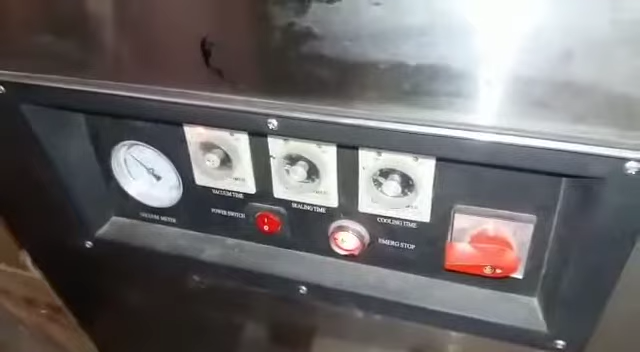 VACUUM TIME
SEALING TIME
COOLING TIME
VACUUM METER
POWER SWITCH
EMERG STOP